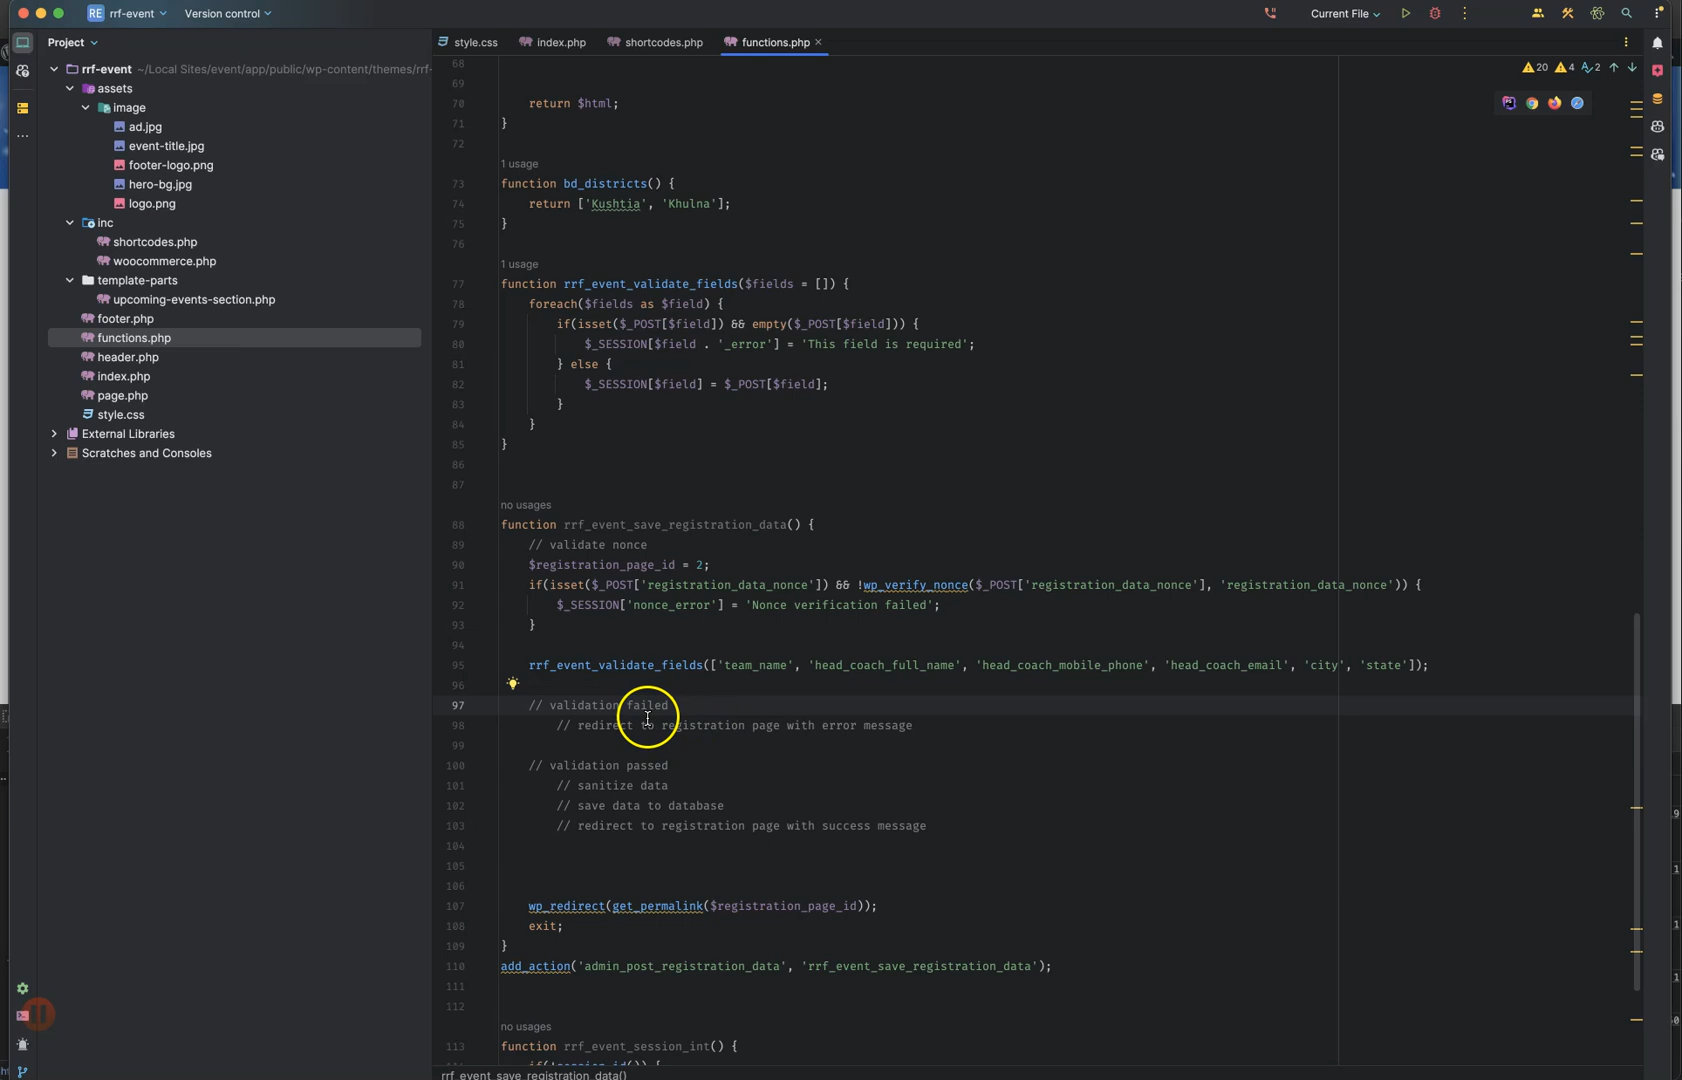 RE rrf-event Version control Current File
Project
style.css index.php shortcodes.php functions.php
rrf-event ~/Local Sites/event/app/public/wp-content/themes/rrf-
assets
image
ad.jpg
event-title.jpg
footer-logo.png
hero-bg.jpg
logo.png
inc
shortcodes.php
woocommerce.php
template-parts
upcoming-events-section.php
footer.php
functions.php
header.php
index.php
page.php
style.css
External Libraries
Scratches and Consoles
20 4 2
68
69
70 return $html;
71 }
72
1 usage
73 function bd_districts() {
74 return ['Kushtia', 'Khulna'];
75 }
76
1 usage
77 function rrf_event_validate_fields($fields = []) {
78 foreach($fields as $field) {
79 if(isset($_POST[$field]) && empty($_POST[$field])) {
80 $_SESSION[$field . '_error'] = 'This field is required';
81 } else {
82 $_SESSION[$field] = $_POST[$field];
83 }
84 }
85 }
86
87
no usages
88 function rrf_event_save_registration_data() {
89 // validate nonce
90 $registration_page_id = 2;
91 if(isset($_POST['registration_data_nonce']) && !wp_verify_nonce($_POST['registration_data_nonce'], 'registration_data_nonce')) {
92 $_SESSION['nonce_error'] = 'Nonce verification failed';
93 }
94
95 rrf_event_validate_fields(['team_name', 'head_coach_full_name', 'head_coach_mobile_phone', 'head_coach_email', 'city', 'state']);
96
97 // validation failed
98 // redirect to registration page with error message
99
100 // validation passed
101 // sanitize data
102 // save data to database
103 // redirect to registration page with success message
104
105
106
107 wp_redirect(get_permalink($registration_page_id));
108 exit;
109 }
110 add_action('admin_post_registration_data', 'rrf_event_save_registration_data');
111
112
no usages
113 function rrf_event_session_int() {
if(!session_id()) {
rrf_event_save_registration_data()